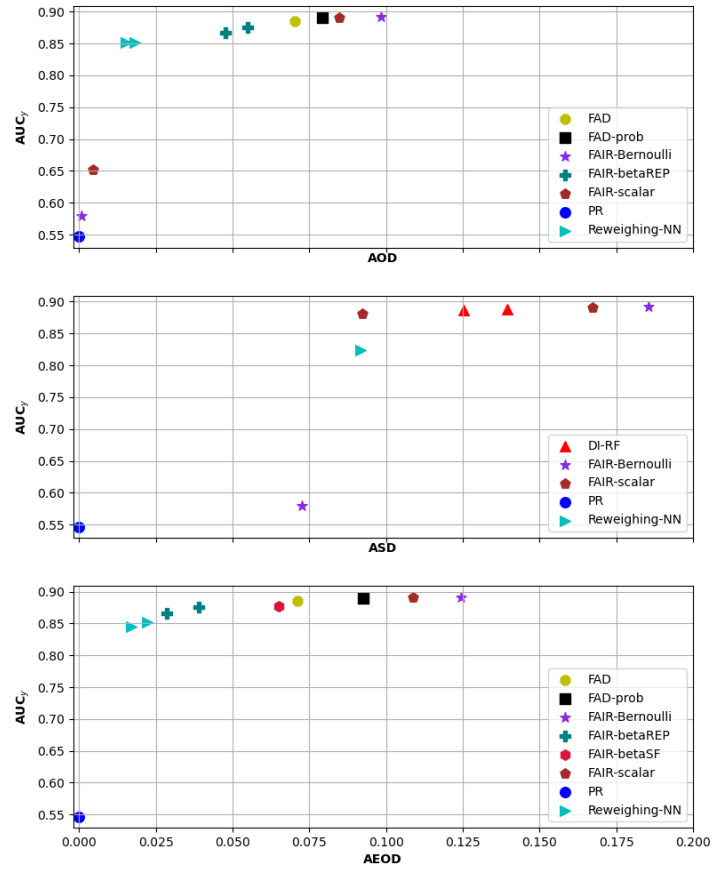 0.90
0.85
0.80
0.75
0.70
0.65
0.60
0.55
AUCy
FAD
FAD-prob
FAIR-Bernoulli
FAIR-betaREP
FAIR-scalar
PR
Reweighing-NN
AOD
0.90
0.85
0.80
0.75
0.70
0.65
0.60
0.55
AUCy
DI-RF
FAIR-Bernoulli
FAIR-scalar
PR
Reweighing-NN
ASD
0.90
0.85
0.80
0.75
0.70
0.65
0.60
0.55
AUCy
FAD
FAD-prob
FAIR-Bernoulli
FAIR-betaREP
FAIR-betaSF
FAIR-scalar
PR
Reweighing-NN
0.000 0.025 0.050 0.075 0.100 0.125 0.150 0.175 0.200
AEOD